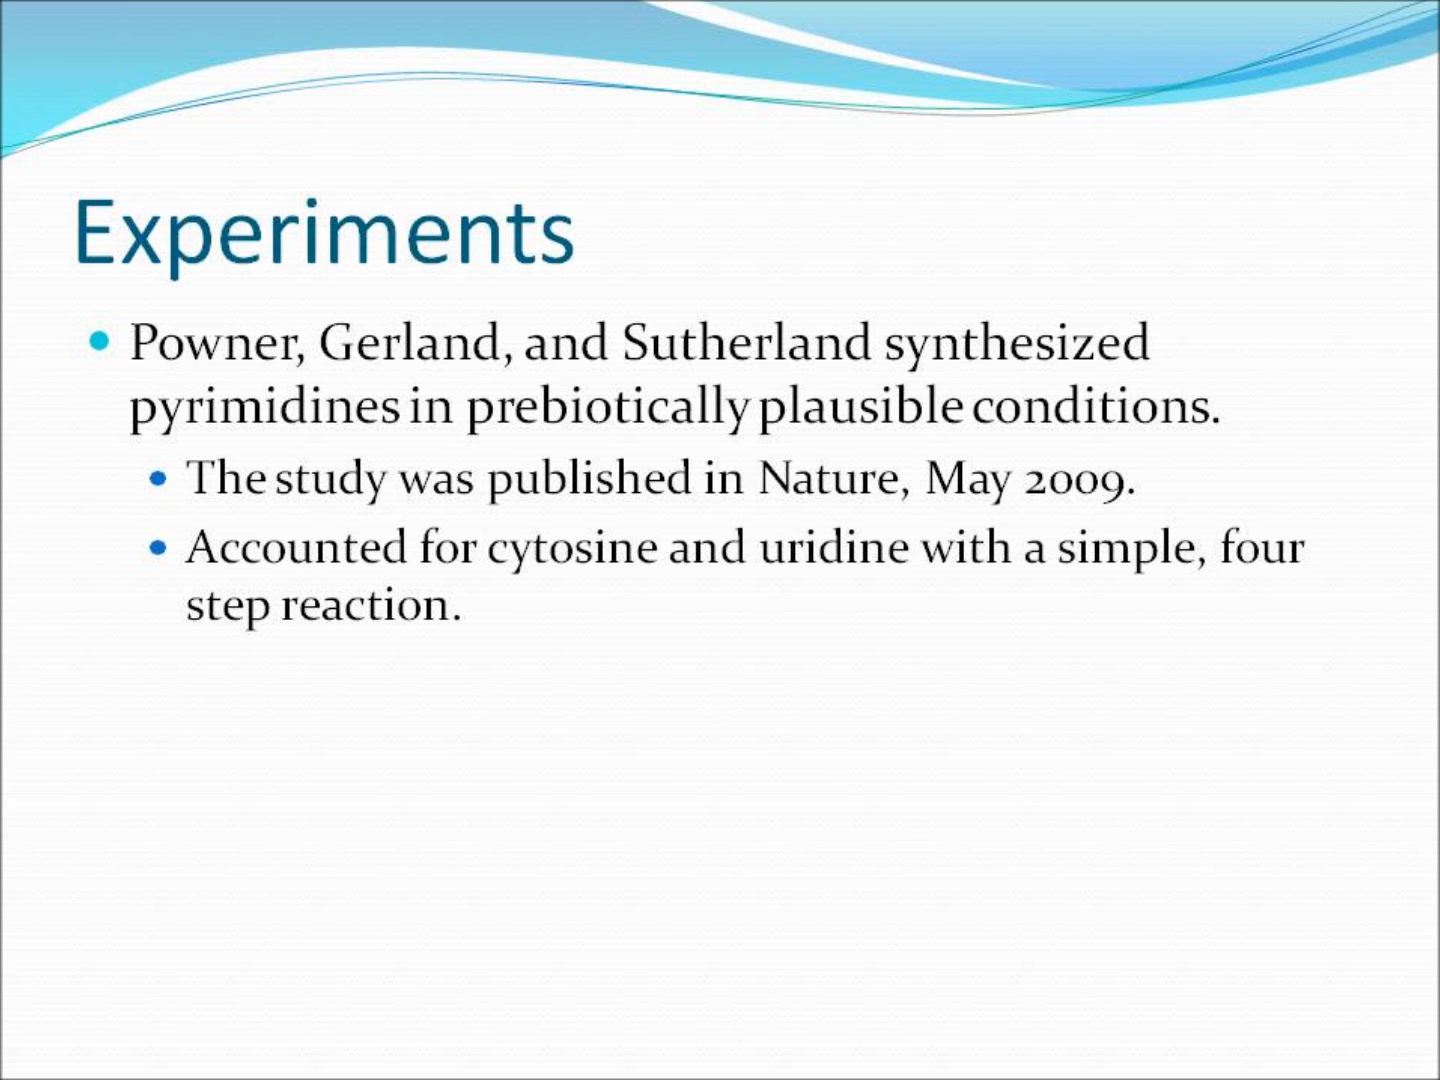 Experiments
Powner, Gerland, and Sutherland synthesized
pyrimidines in prebiotically plausible conditions.
The study was published in Nature, May 2009.
Accounted for cytosine and uridine with a simple, four
step reaction.